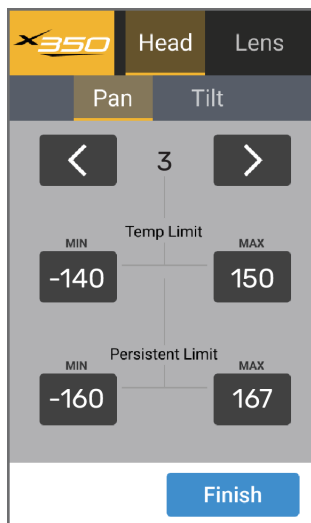 x350 Head Lens
Pan Tilt
3
Temp Limit
MIN MAX
-140 150
Persistent Limit
MIN MAX
-160 167
Finish